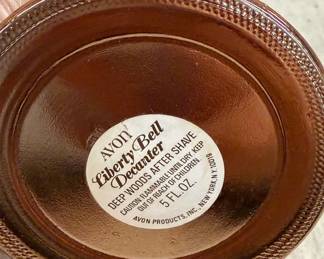 AVON
Liberty Bell
Decanter
DEEP WOODS AFTER SHAVE
CAUTION: FLAMMABLE UNTIL DRY. KEEP
OUT OF REACH OF CHILDREN
5 FL. OZ.
AVON PRODUCTS, INC., NEW YORK N.Y. 10019